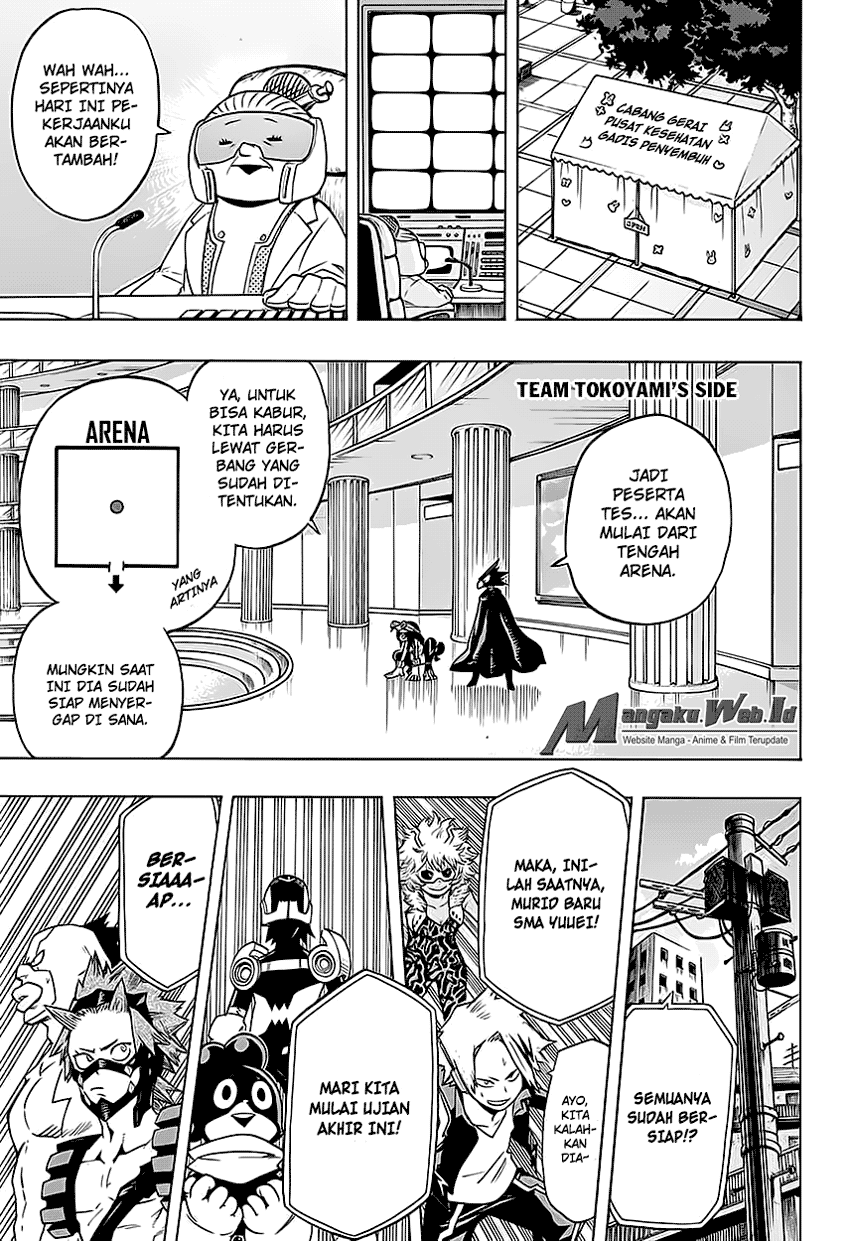 CABANG GERAI
PUSAT KESEHATAN
GADIS PENYEMBUH
OPEN
WAH WAH...
SEPERTINYA
HARI INI PE-
KERJAANKU
AKAN BER-
TAMBAH!
TEAM TOKOYAMI'S SIDE
JADI
PESERTA
TES... AKAN
MULAI DARI
TENGAH
ARENA.
YA, UNTUK
BISA KABUR,
KITA HARUS
LEWAT GER-
BANG YANG
SUDAH DI-
TENTUKAN.
ARENA
YANG
ARTINYA
MUNGKIN SAAT
INI DIA SUDAH
SIAP MENYER-
GAP DI SANA.
Mangaku.Web.Id
Website Manga - Anime & Film Terupdate
SEMUANYA
SUDAH BER-
SIAP!?
MAKA, INI-
LAH SAATNYA,
MURID BARU
SMA YUUEI!
AYO,
KITA
KALAH-
KAN
DIA-
MARI KITA
MULAI UJIAN
AKHIR INI!
BER-
SIAAA-
AP...